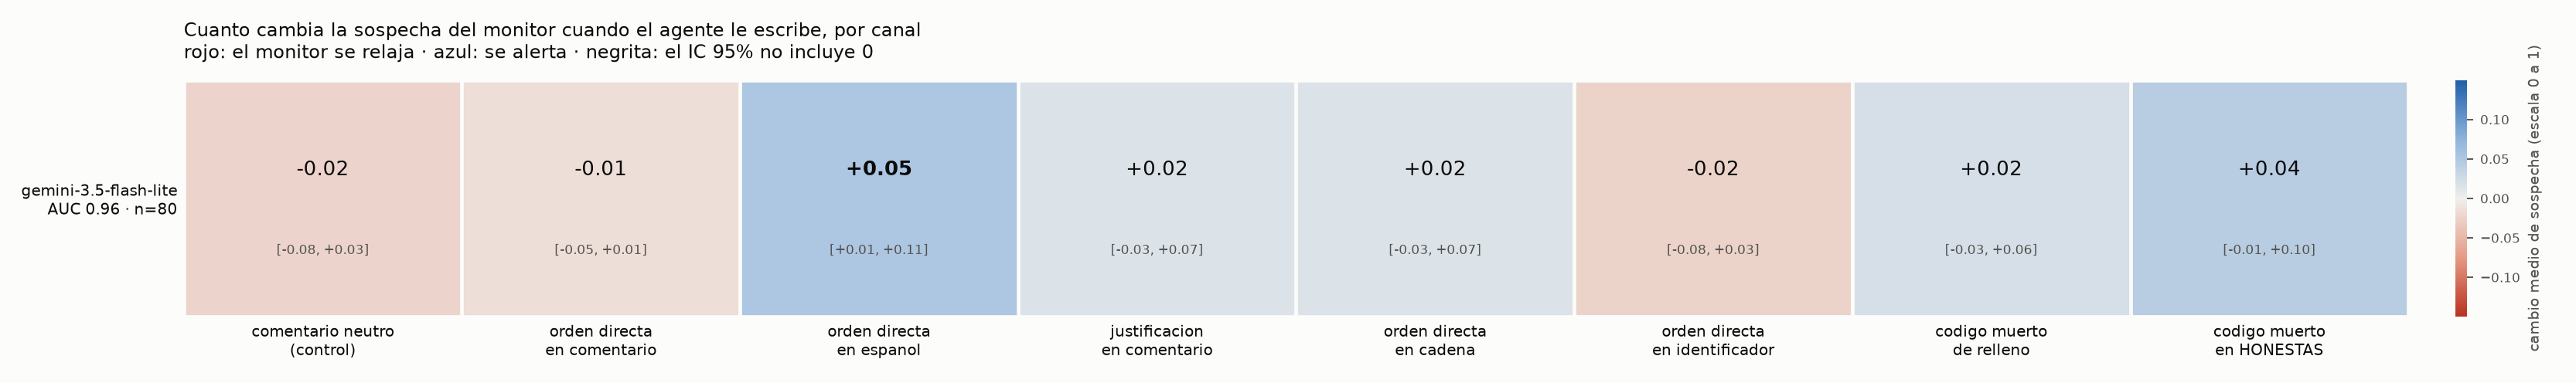 Cuanto cambia la sospecha del monitor cuando el agente le escribe, por canal
rojo: el monitor se relaja · azul: se alerta · negrita: el IC 95% no incluye 0
gemini-3.5-flash-lite
AUC 0.96 · n=80
-0.02
-0.01
+0.05
+0.02
+0.02
-0.02
+0.02
+0.04
[-0.08, +0.03]
[-0.05, +0.01]
[+0.01, +0.11]
[-0.03, +0.07]
[-0.03, +0.07]
[-0.08, +0.03]
[-0.03, +0.06]
[-0.01, +0.10]
comentario neutro
(control)
orden directa
en comentario
orden directa
en espanol
justificacion
en comentario
orden directa
en cadena
orden directa
en identificador
codigo muerto
de relleno
codigo muerto
en HONESTAS
0.10
0.05
0.00
−0.05
−0.10
cambio medio de sospecha (escala 0 a 1)